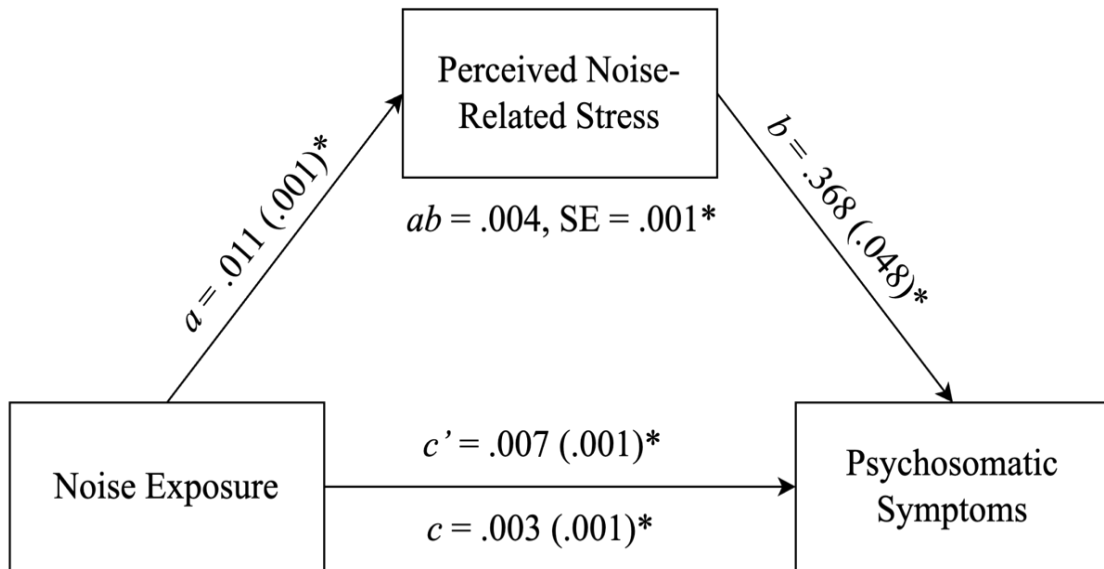 Perceived Noise-
Related Stress
a = .011 (.001)*
b = .368 (.048)*
ab = .004, SE = .001*
Noise Exposure
c’ = .007 (.001)*
c = .003 (.001)*
Psychosomatic
Symptoms